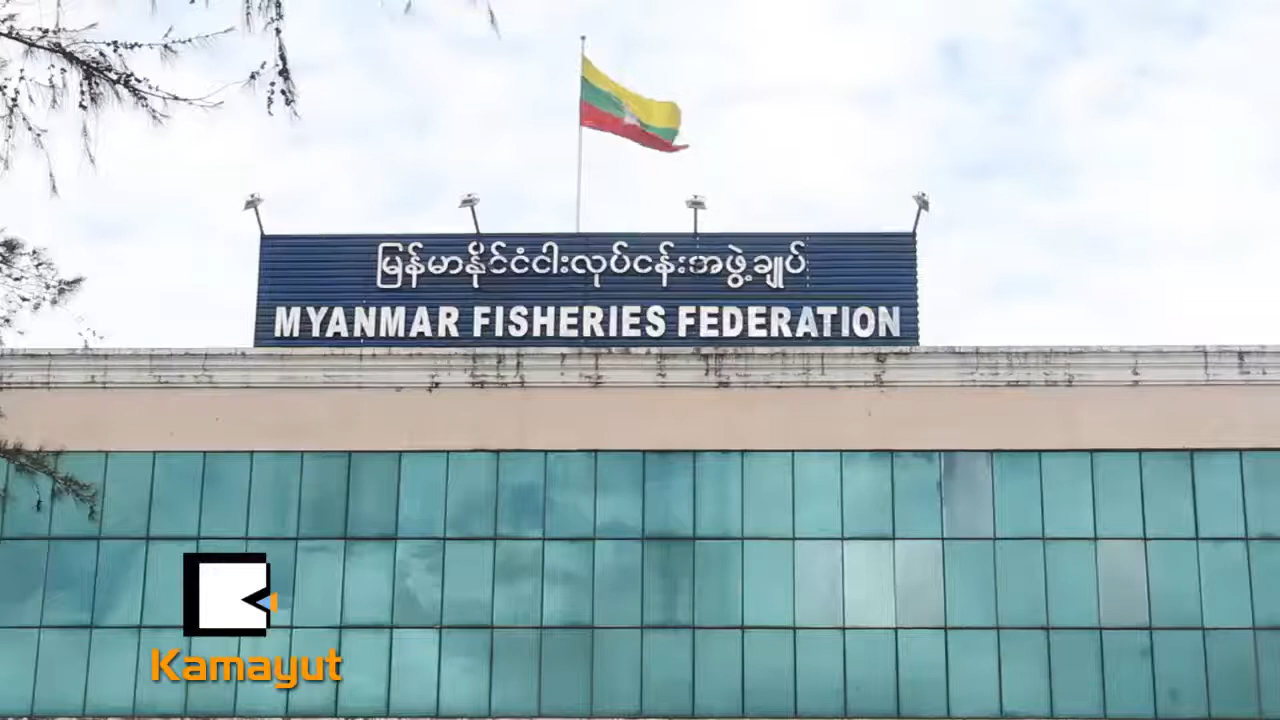 မြန်မာနိုင်ငံငါးလုပ်ငန်းအဖွဲ့ချုပ်
MYANMAR FISHERIES FEDERATION
Kamayut